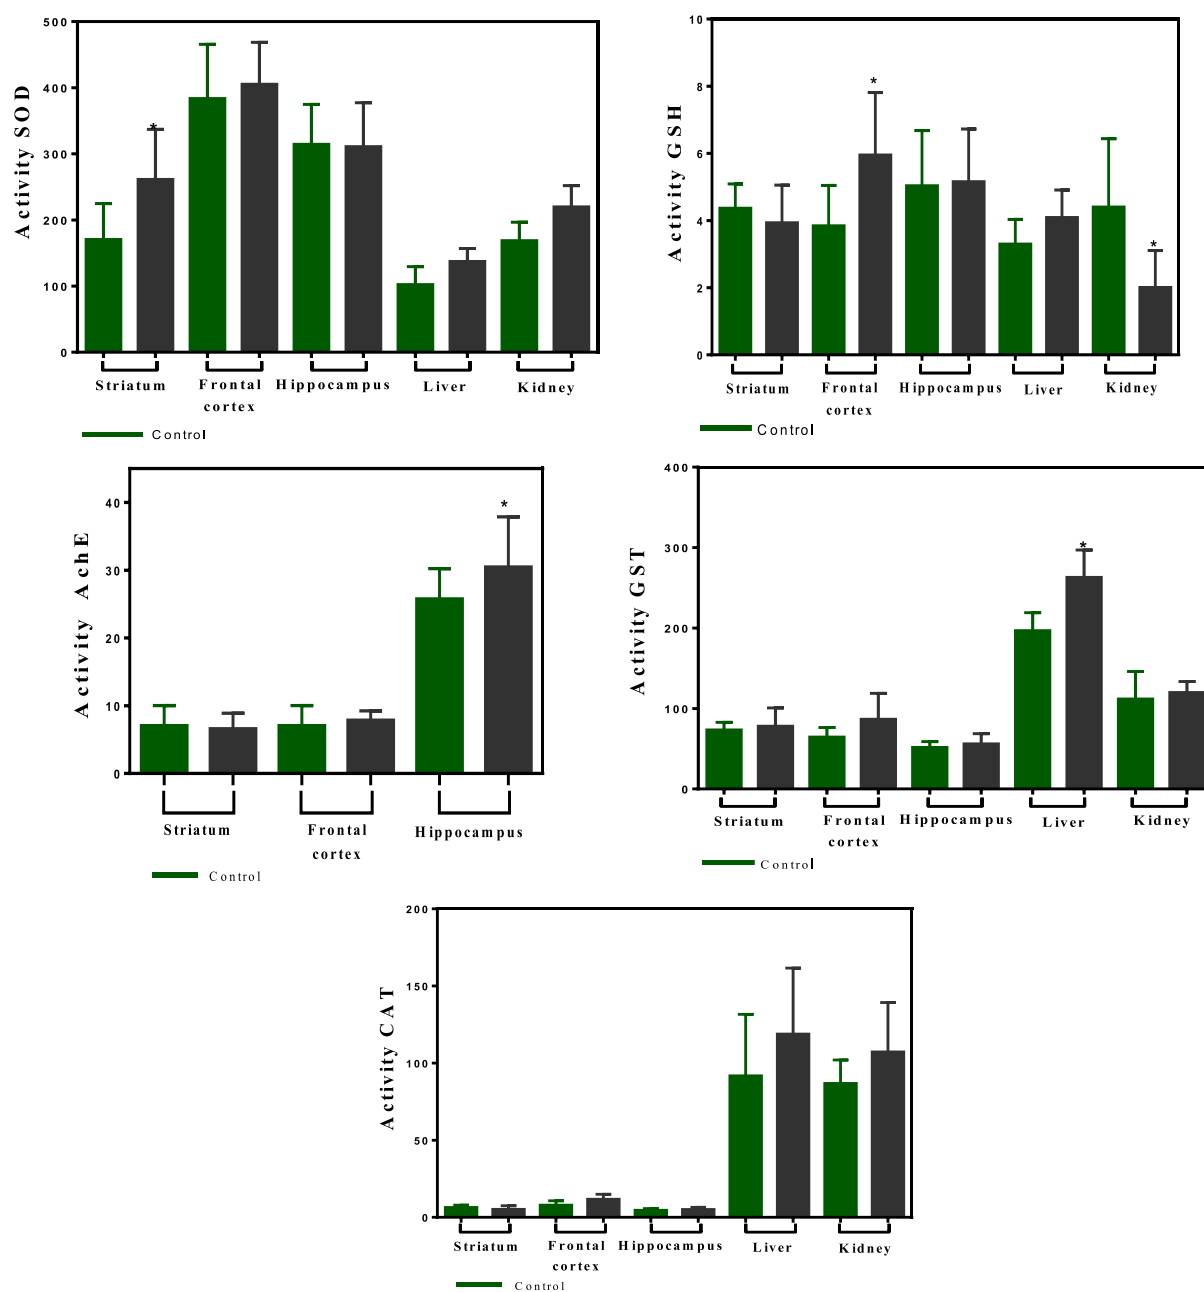 Activity SOD
500
400
300
200
100
0
*
Striatum
Frontal
cortex
Hippocampus
Liver
Kidney
Control
Activity GSH
10
8
6
4
2
0
*
*
Striatum
Frontal
cortex
Hippocampus
Liver
Kidney
Control
Activity AchE
40
30
20
10
0
*
Striatum
Frontal
cortex
Hippocampus
Control
Activity GST
400
300
200
100
0
*
Striatum
Frontal
cortex
Hippocampus
Liver
Kidney
Control
Activity CAT
200
150
100
50
0
Striatum
Frontal
cortex
Hippocampus
Liver
Kidney
Control